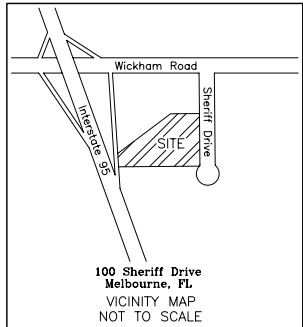 Wickham Road
Interstate 95
Sheriff Drive
SITE
100 Sheriff Drive
Melbourne, FL
VICINITY MAP
NOT TO SCALE